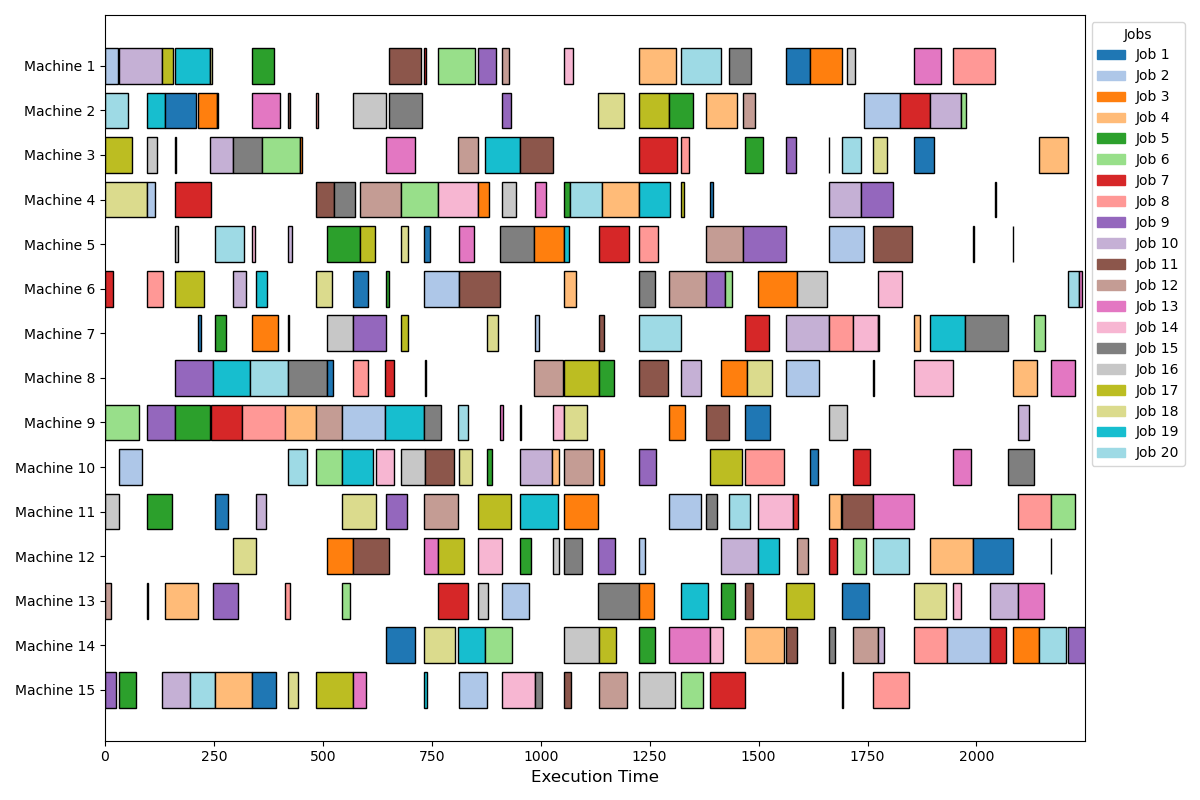 Machine 1
Machine 2
Machine 3
Machine 4
Machine 5
Machine 6
Machine 7
Machine 8
Machine 9
Machine 10
Machine 11
Machine 12
Machine 13
Machine 14
Machine 15
0 250 500 750 1000 1250 1500 1750 2000
Execution Time
Jobs
Job 1
Job 2
Job 3
Job 4
Job 5
Job 6
Job 7
Job 8
Job 9
Job 10
Job 11
Job 12
Job 13
Job 14
Job 15
Job 16
Job 17
Job 18
Job 19
Job 20